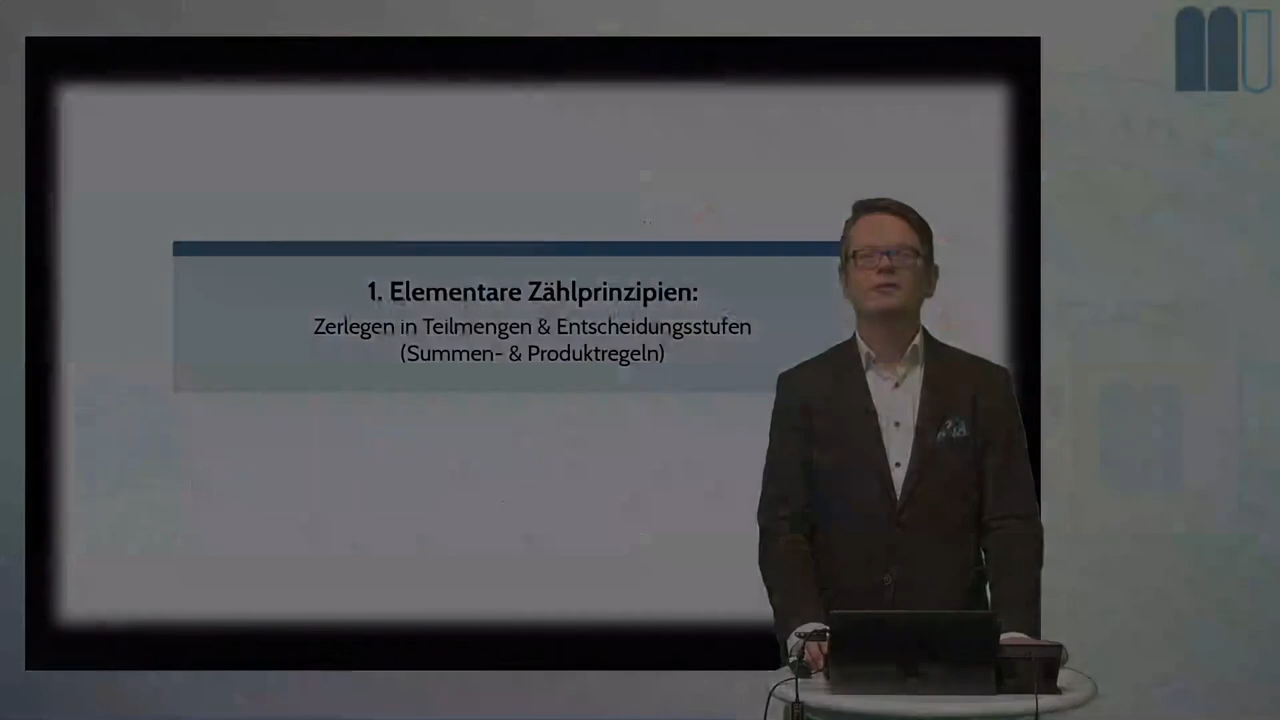 1. Elementare Zählprinzipien:
Zerlegen in Teilmengen & Entscheidungsstufen
(Summen- & Produktregeln)